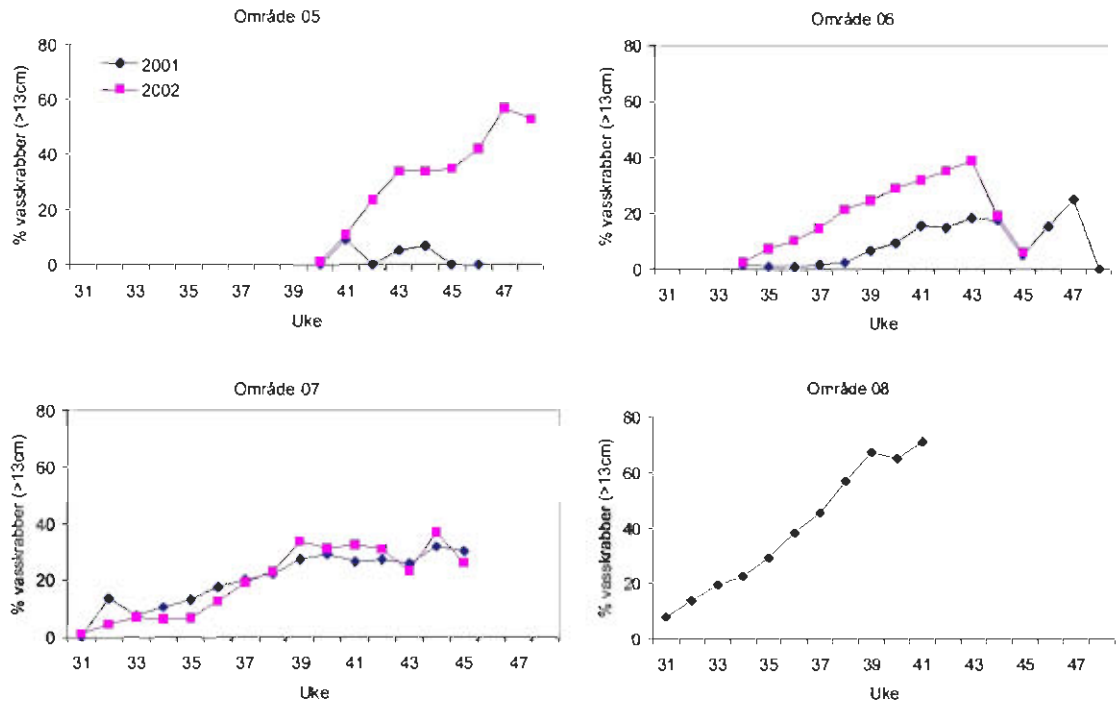 Område 05
80
60
40
20
0
% vasskrabber (>13cm)
2001
2002
31 33 35 37 39 41 43 45 47
Uke
Område 06
80
60
40
20
0
% vasskrabber (>13cm)
31 33 35 37 39 41 43 45 47
Uke
Område 07
80
60
40
20
0
% vasskrabber (>13cm)
31 33 35 37 39 41 43 45 47
Uke
Område 08
80
60
40
20
0
% vasskrabber (>13cm)
31 33 35 37 39 41 43 45 47
Uke